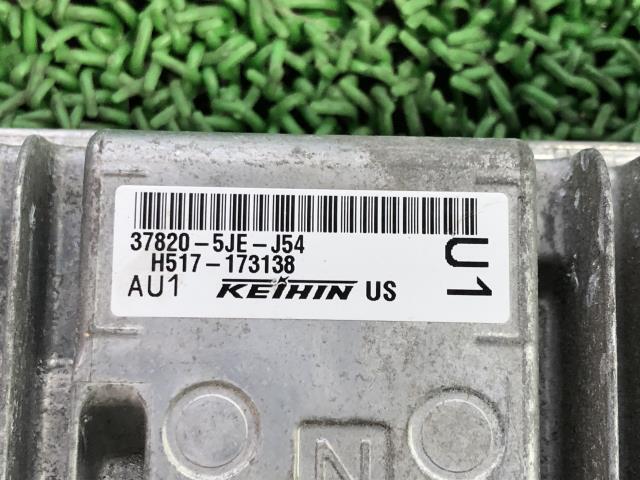 37820-5JE-J54
H517-173138
AU1 KEIHIN US
U1
N